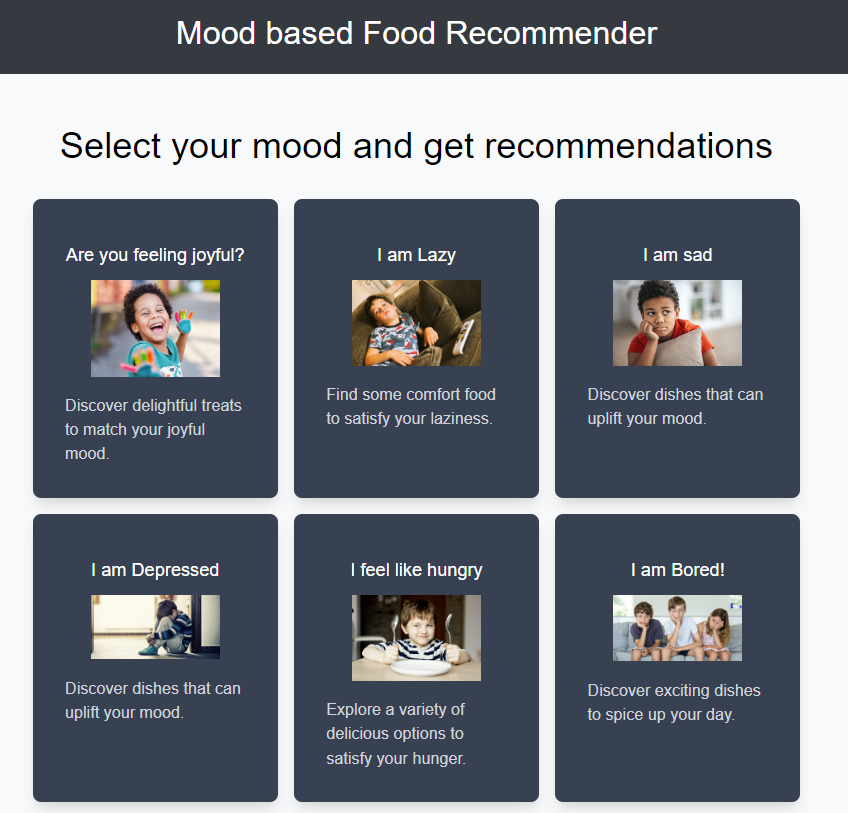 Mood based Food Recommender
Select your mood and get recommendations
Are you feeling joyful?
Discover delightful treats
to match your joyful
mood.
I am Lazy
Find some comfort food
to satisfy your laziness.
I am sad
Discover dishes that can
uplift your mood.
I am Depressed
Discover dishes that can
uplift your mood.
I feel like hungry
Explore a variety of
delicious options to
satisfy your hunger.
I am Bored!
Discover exciting dishes
to spice up your day.